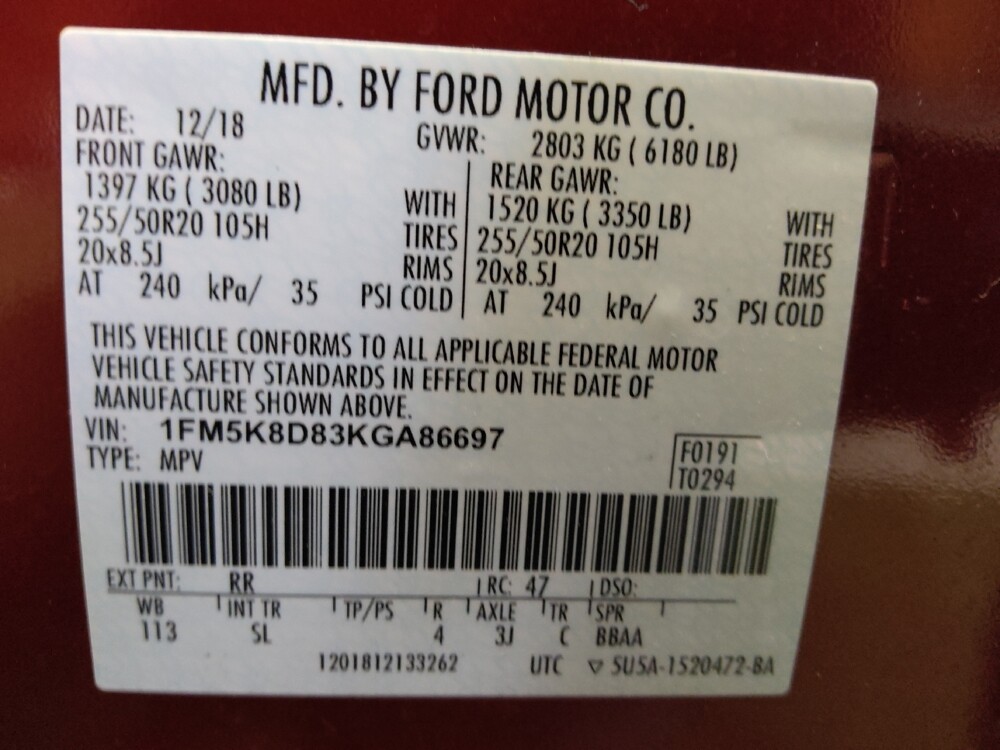 MFD. BY FORD MOTOR CO.
DATE: 12/18 GVWR: 2803 KG ( 6180 LB)
FRONT GAWR: REAR GAWR:
1397 KG ( 3080 LB) WITH 1520 KG ( 3350 LB) WITH
255/50R20 105H TIRES 255/50R20 105H TIRES
20x8.5J RIMS 20x8.5J RIMS
AT 240 kPa/ 35 PSI COLD AT 240 kPa/ 35 PSI COLD
THIS VEHICLE CONFORMS TO ALL APPLICABLE FEDERAL MOTOR
VEHICLE SAFETY STANDARDS IN EFFECT ON THE DATE OF
MANUFACTURE SHOWN ABOVE.
VIN: 1FM5K8D83KGA86697
TYPE: MPV
F0191
T0294
EXT PNT: RR RC: 47 DSO:
WB INT TR TP/PS R AXLE TR SPR
113 SL 4 3J C BBAA
1201812133262 UTC ▽ 5U5A-1520472-BA